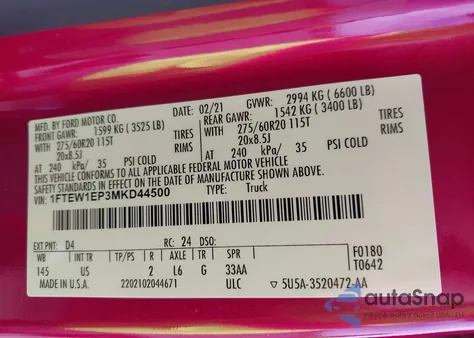 MFD. BY FORD MOTOR CO. 02/21 GVWR: 2994 KG ( 6600 LB)
FRONT GAWR: 1599 KG ( 3525 LB) REAR GAWR: 1542 KG ( 3400 LB)
WITH 275/60R20 115T TIRES WITH 275/60R20 115T TIRES
20x8.5J RIMS 20x8.5J RIMS
AT 240 kPa/ 35 PSI COLD AT 240 kPa/ 35 PSI COLD
THIS VEHICLE CONFORMS TO ALL APPLICABLE FEDERAL MOTOR VEHICLE
SAFETY STANDARDS IN EFFECT ON THE DATE OF MANUFACTURE SHOWN ABOVE.
VIN: 1FTEW1EP3MKD44500 TYPE: Truck
EXT PNT: D4 RC: 24 DSO: F0180
WB INT TR TP/PS R AXLE TR SPR T0642
145 US 2 L6 G 33AA
MADE IN U.S.A. 2202102044671 ULC ▽ 5U5A-3520472-AA
autoSnap